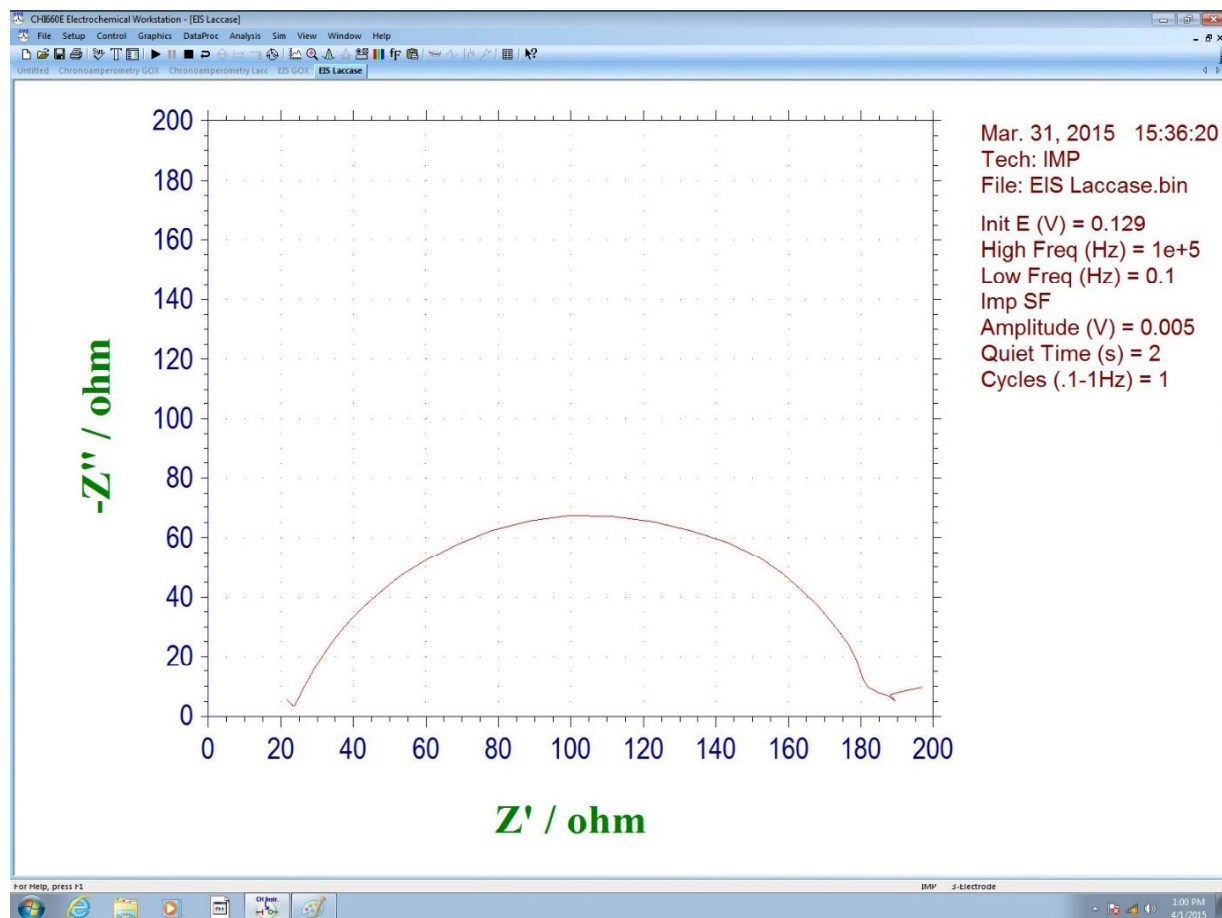 CHI660E Electrochemical Workstation - [EIS Laccase]
File Setup Control Graphics DataProc Analysis Sim View Window Help
Untitled Chronoamperometry GOX Chronoamperometry Lacc EIS GOX EIS Laccase
Mar. 31, 2015 15:36:20
Tech: IMP
File: EIS Laccase.bin
Init E (V) = 0.129
High Freq (Hz) = 1e+5
Low Freq (Hz) = 0.1
Imp SF
Amplitude (V) = 0.005
Quiet Time (s) = 2
Cycles (.1-1Hz) = 1
-Z'' / ohm
200
180
160
140
120
100
80
60
40
20
0
0 20 40 60 80 100 120 140 160 180 200
Z' / ohm
For Help, press F1
IMP 3-Electrode
CH Instr.
1:00 PM
4/1/2015